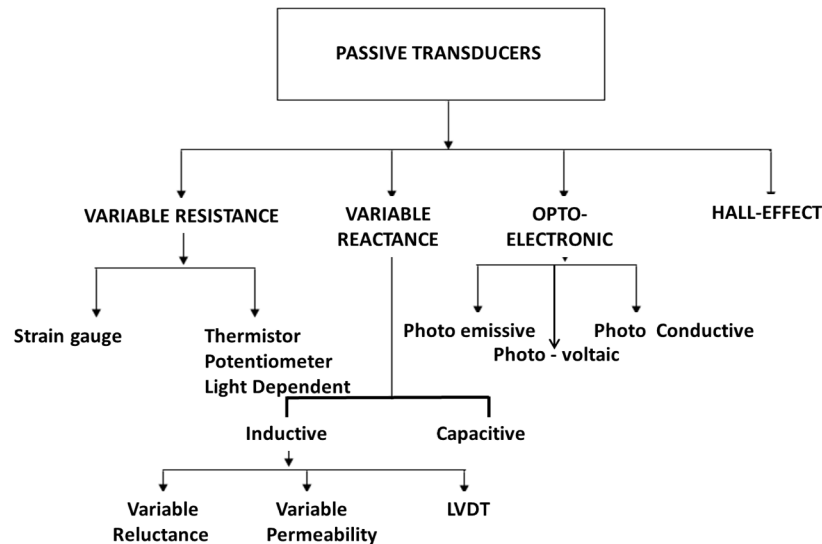 PASSIVE TRANSDUCERS
VARIABLE RESISTANCE
VARIABLE
REACTANCE
OPTO-
ELECTRONIC
HALL-EFFECT
Strain gauge
Thermistor
Potentiometer
Light Dependent
Photo emissive
Photo - voltaic
Photo Conductive
Inductive
Capacitive
Variable
Reluctance
Variable
Permeability
LVDT